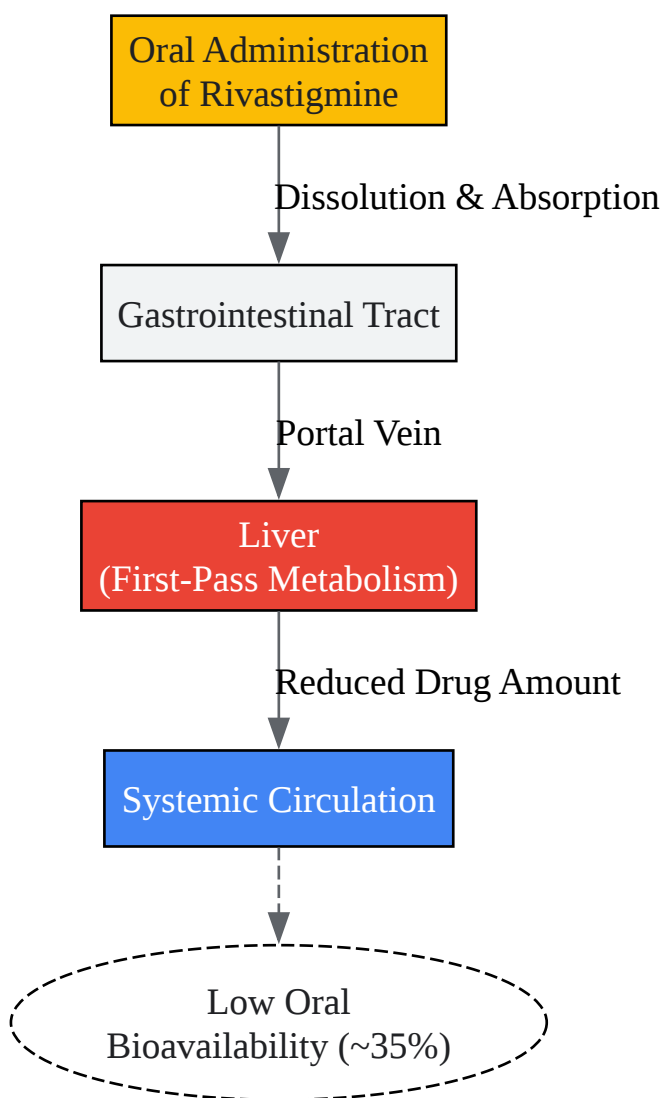 Oral Administration
of Rivastigmine
Dissolution & Absorption
Gastrointestinal Tract
Portal Vein
Liver
(First-Pass Metabolism)
Reduced Drug Amount
Systemic Circulation
Low Oral
Bioavailability (~35%)